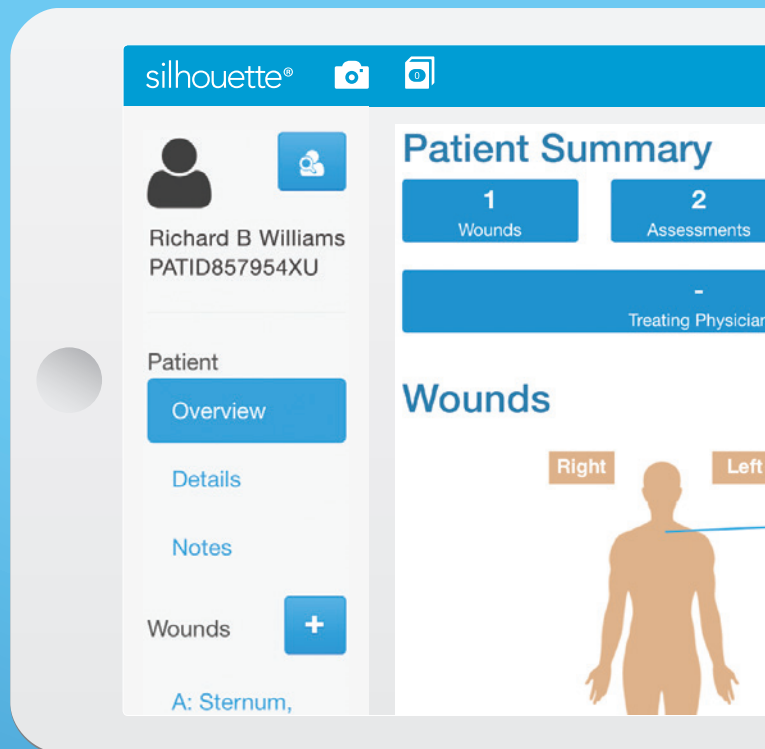 silhouette®
0
Richard B Williams
PATID857954XU
Patient
Overview
Details
Notes
Wounds
+
A: Sternum,
Patient Summary
1
Wounds
2
Assessments
-
Treating Physician
Wounds
Right
Left